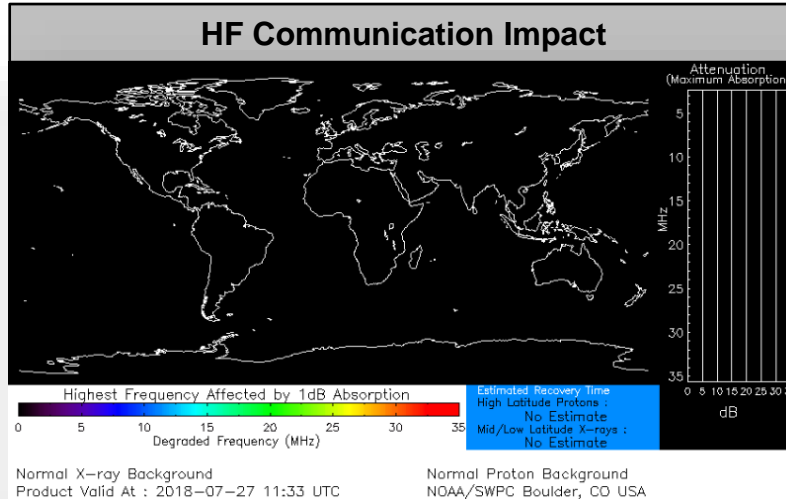 HF Communication Impact
Attenuation
(Maximum Absorption)
5
10
15
MHz
20
25
30
35
0 5 10 15 20 25 30
dB
Highest Frequency Affected by 1dB Absorption
0 5 10 15 20 25 30 35
Degraded Frequency (MHz)
Estimated Recovery Time
High Latitude Protons :
No Estimate
Mid/Low Latitude X-rays :
No Estimate
Normal X-ray Background
Product Valid At : 2018-07-27 11:33 UTC
Normal Proton Background
NOAA/SWPC Boulder, CO USA